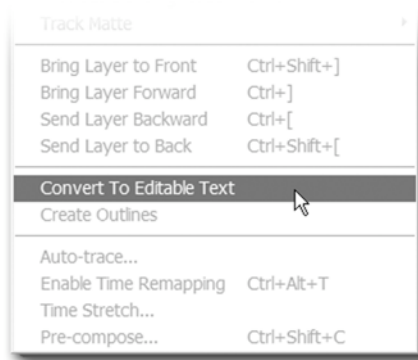 Track Matte
Bring Layer to Front Ctrl+Shift+]
Bring Layer Forward Ctrl+]
Send Layer Backward Ctrl+[
Send Layer to Back Ctrl+Shift+[
Convert To Editable Text
Create Outlines
Auto-trace...
Enable Time Remapping Ctrl+Alt+T
Time Stretch...
Pre-compose... Ctrl+Shift+C